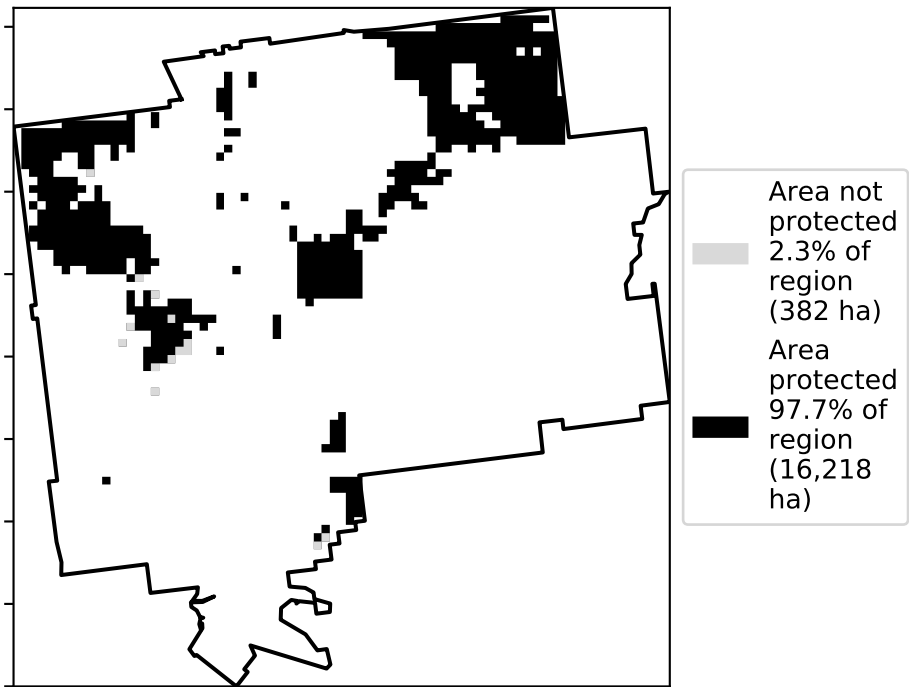 Area not
protected
2.3% of
region
(382 ha)
Area
protected
97.7% of
region
(16,218
ha)